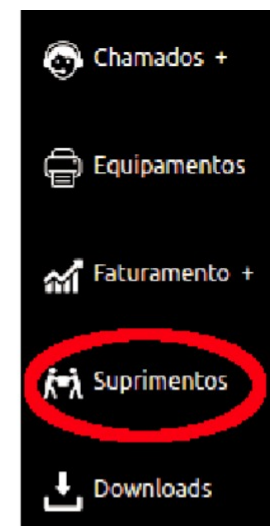 Chamados +
Equipamentos
Faturamento +
Suprimentos
Downloads